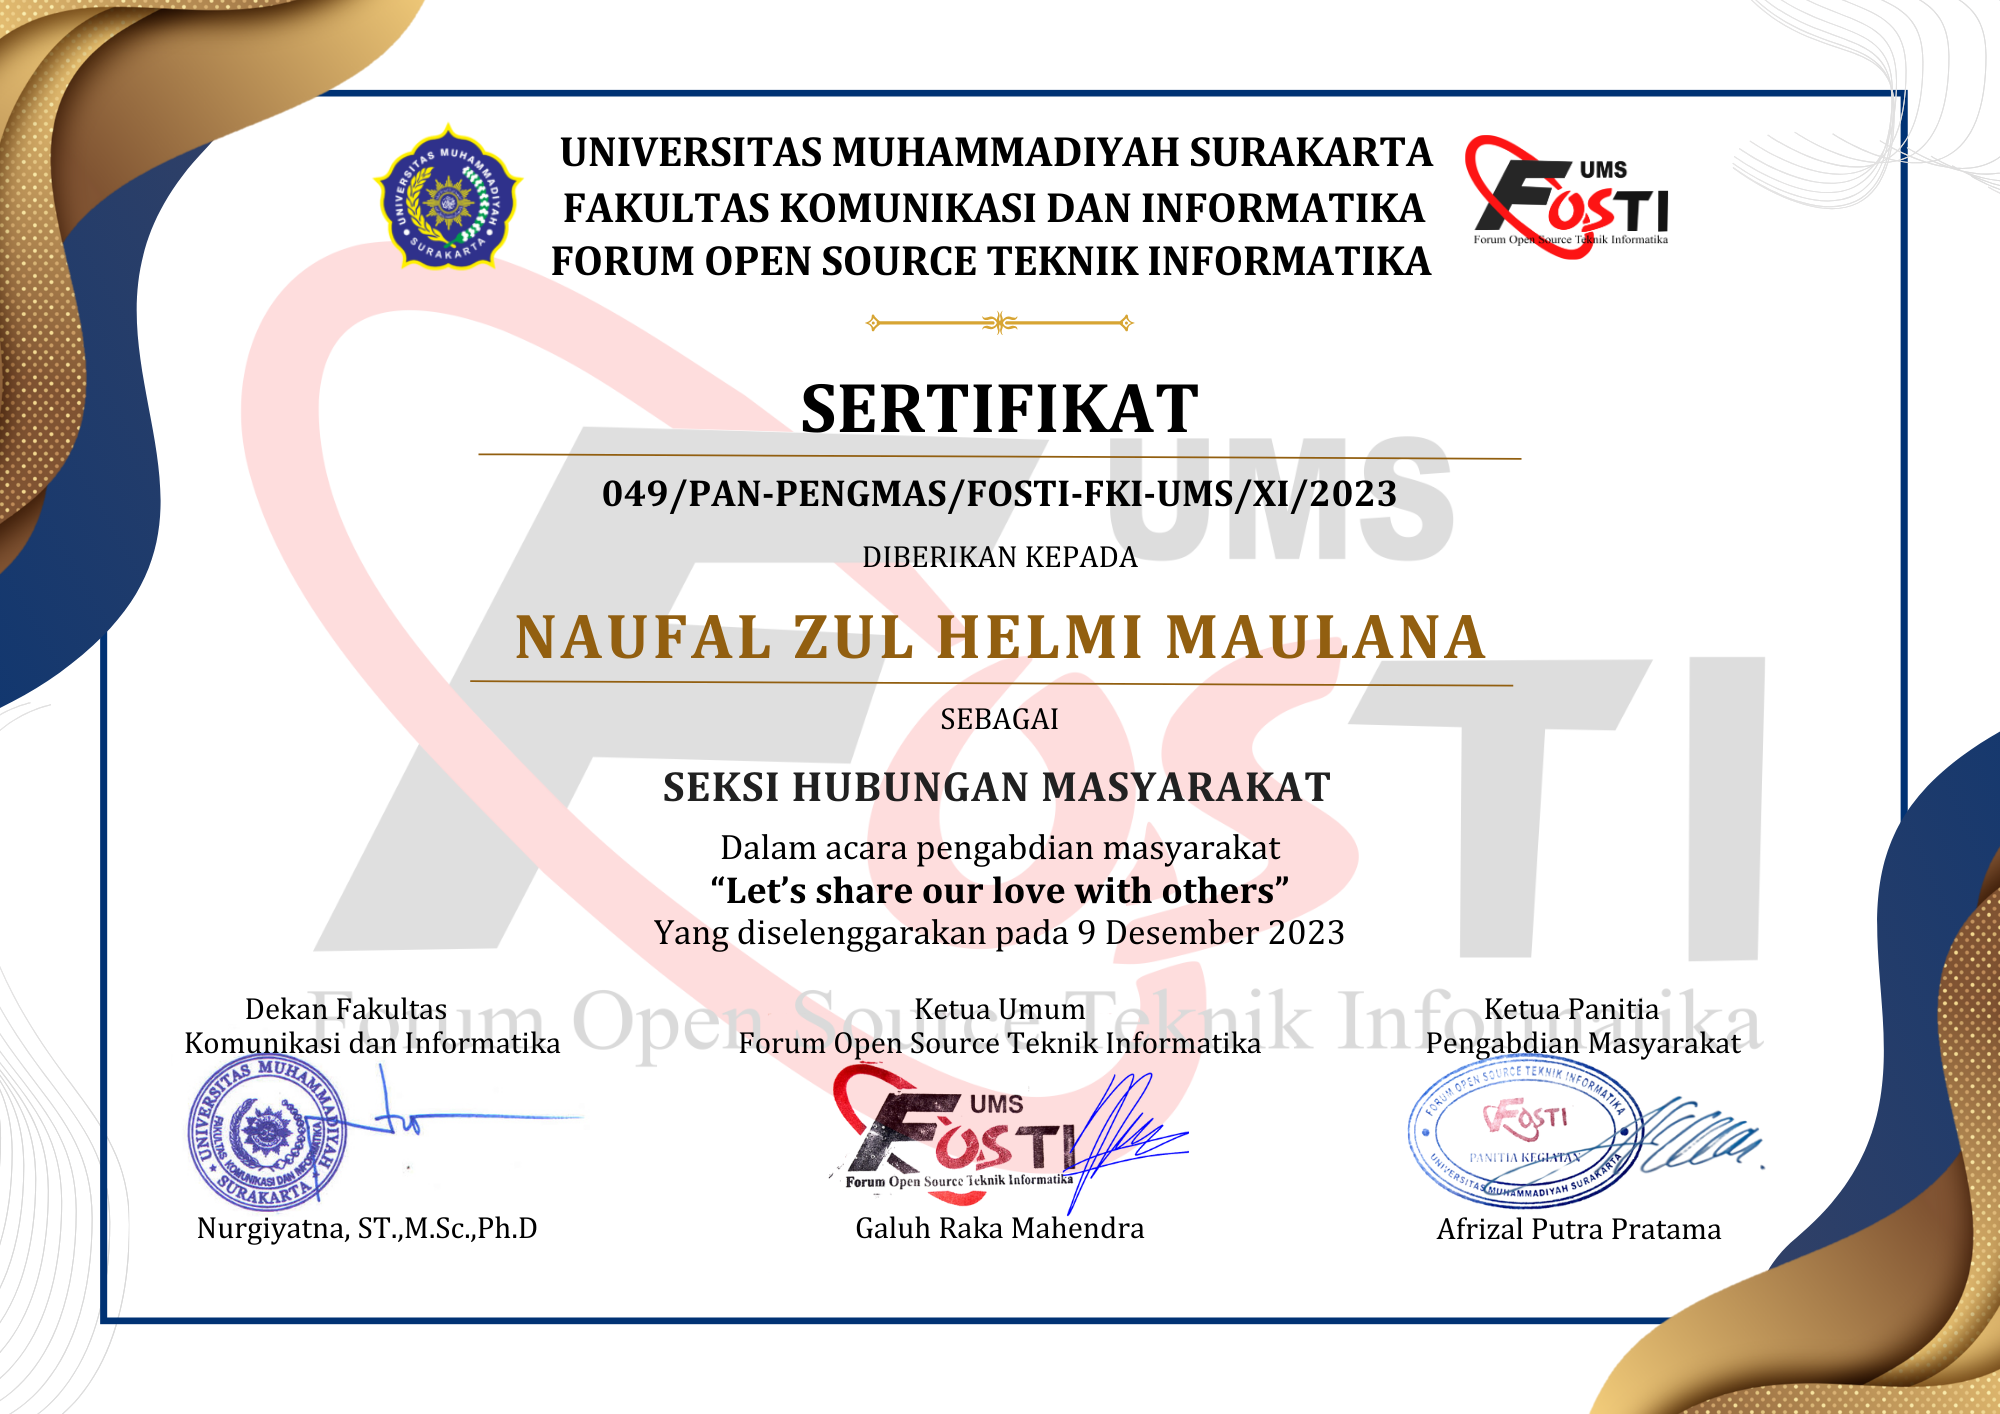 UNIVERSITAS MUHAMMADIYAH SURAKARTA
FAKULTAS KOMUNIKASI DAN INFORMATIKA
FORUM OPEN SOURCE TEKNIK INFORMATIKA
UNIVERSITAS MUHAMMADIYAH
SURAKARTA
UMS
FOSTI
Forum Open Source Teknik Informatika
SERTIFIKAT
049/PAN-PENGMAS/FOSTI-FKI-UMS/XI/2023
DIBERIKAN KEPADA
NAUFAL ZUL HELMI MAULANA
SEBAGAI
SEKSI HUBUNGAN MASYARAKAT
Dalam acara pengabdian masyarakat
“Let’s share our love with others”
Yang diselenggarakan pada 9 Desember 2023
UMS
FOSTI
Forum Open Source Teknik Informatika
Dekan Fakultas
Komunikasi dan Informatika
UNIVERSITAS MUHAMMADIYAH
FAKULTAS KOMUNIKASI DAN INFORMATIKA
SURAKARTA
Nurgiyatna, ST.,M.Sc.,Ph.D
Ketua Umum
Forum Open Source Teknik Informatika
UMS
FOSTI
Forum Open Source Teknik Informatika
Galuh Raka Mahendra
Ketua Panitia
Pengabdian Masyarakat
FORUM OPEN SOURCE TEKNIK INFORMATIKA
FOSTI
PANITIA KEGIATAN
UNIVERSITAS MUHAMMADIYAH SURAKARTA
Afrizal Putra Pratama